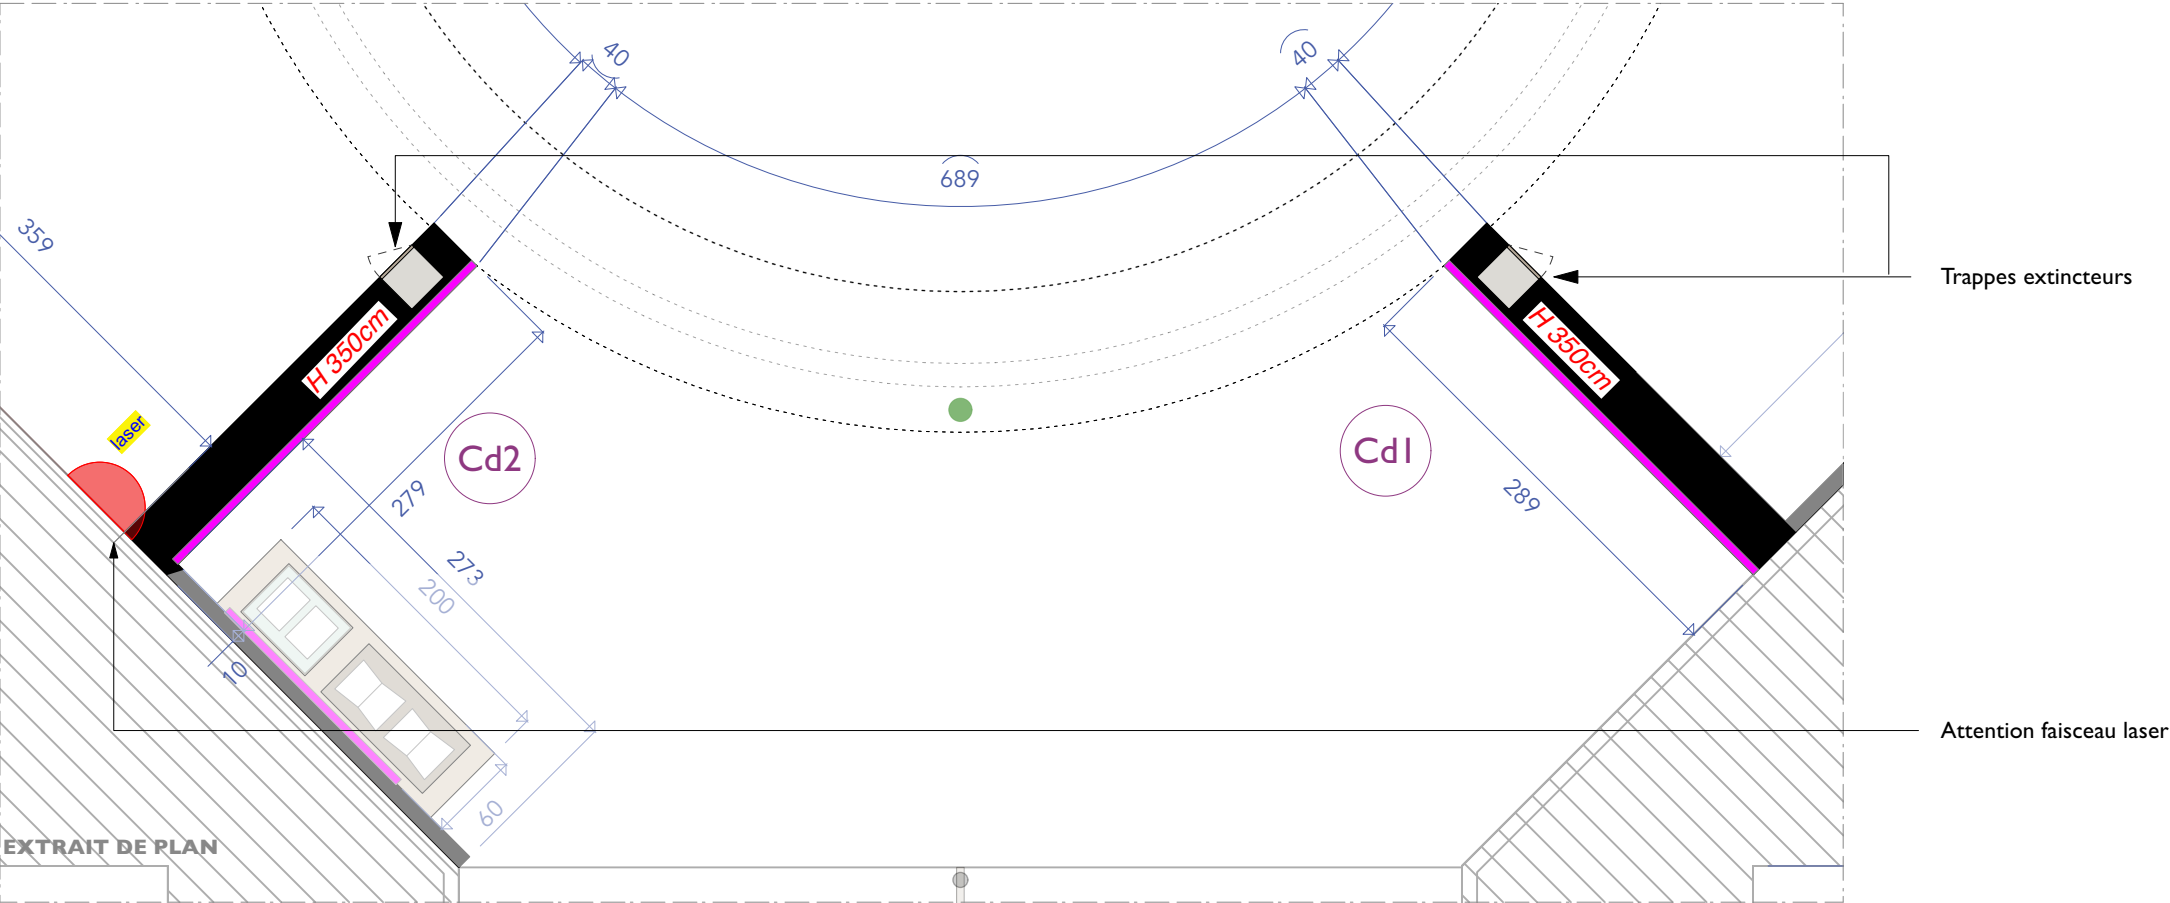 40
40
689
359
Trappes extincteurs
H 350cm
H 350cm
laser
Cd2
Cd1
279
289
273
200
10
Attention faisceau laser
60
EXTRAIT DE PLAN